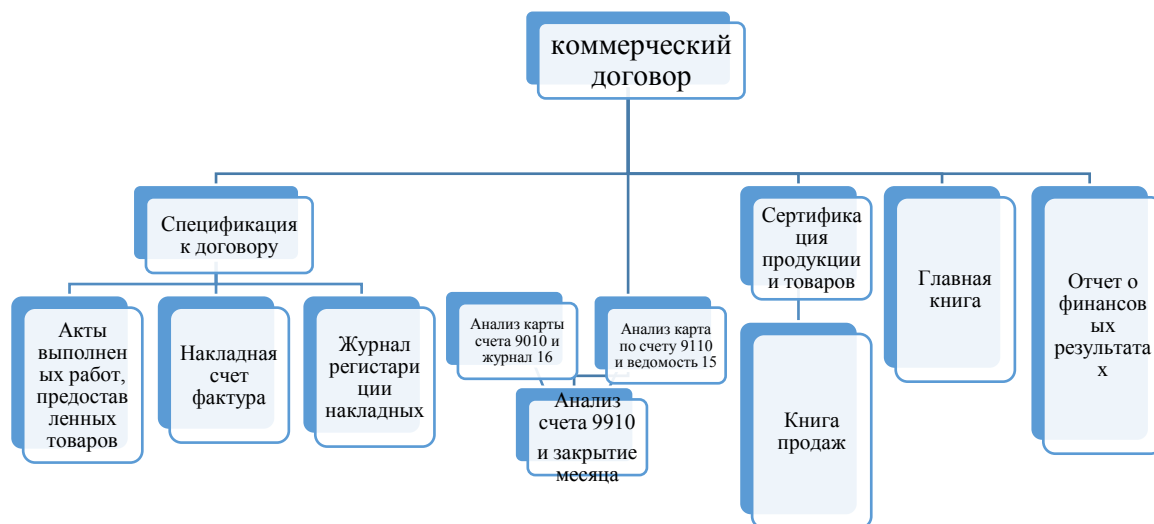 коммерческий
договор
Спецификация
к договору
Акты
выполнен
ых работ,
предостав
ленных
товаров
Накладная
счет
фактура
Журнал
регистари
ции
накладных
Анализ карты
счета 9010 и
журнал 16
Анализ карта
по счету 9110
и ведомость 15
Анализ
счета 9910
и закрытие
месяца
Сертифика
ция
продукции
и товаров
Книга
продаж
Главная
книга
Отчет о
финансов
ых
результата
х